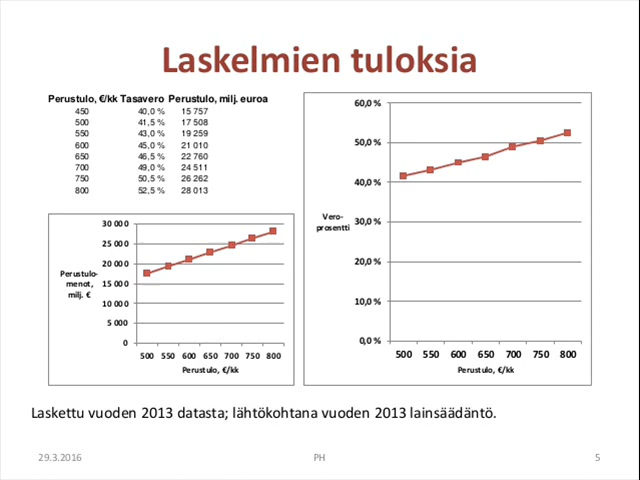 Laskelmien tuloksia
Perustulo, €/kk Tasavero Perustulo, milj. euroa
450 40,0 % 15 757
500 41,5 % 17 508
550 43,0 % 19 259
600 45,0 % 21 010
650 46,5 % 22 760
700 49,0 % 24 511
750 50,5 % 26 262
800 52,5 % 28 013
30 000
25 000
20 000
15 000
10 000
5 000
0
Perustulo-
menot,
milj. €
500 550 600 650 700 750 800
Perustulo, €/kk
60,0 %
50,0 %
40,0 %
30,0 %
20,0 %
10,0 %
0,0 %
Vero-
prosentti
500 550 600 650 700 750 800
Perustulo, €/kk
Laskettu vuoden 2013 datasta; lähtökohtana vuoden 2013 lainsäädäntö.
29.3.2016 PH 5